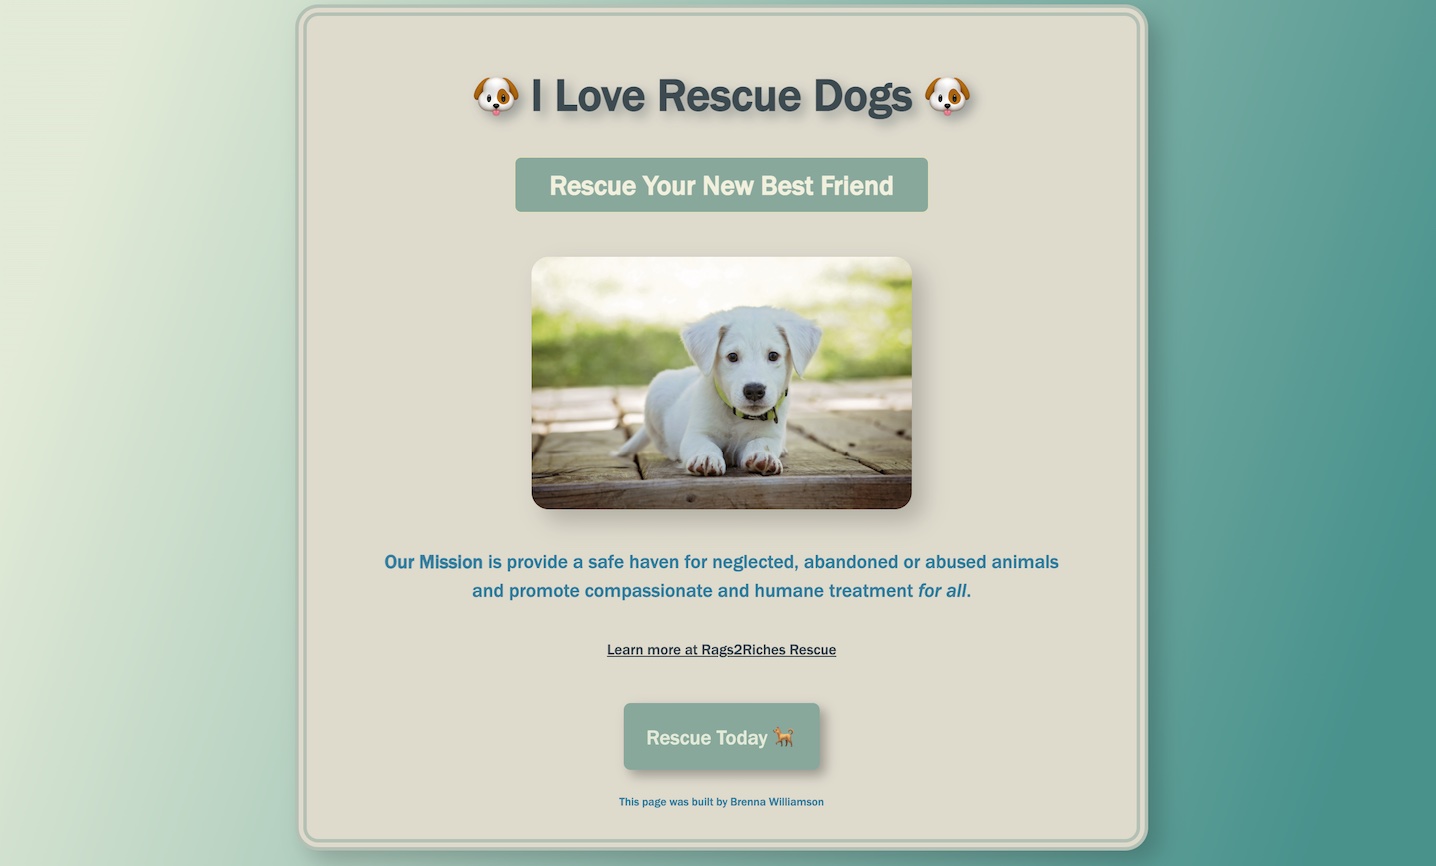 🐶 I Love Rescue Dogs 🐶
Rescue Your New Best Friend
Our Mission is provide a safe haven for neglected, abandoned or abused animals
and promote compassionate and humane treatment for all.
Learn more at Rags2Riches Rescue
Rescue Today 🐕
This page was built by Brenna Williamson